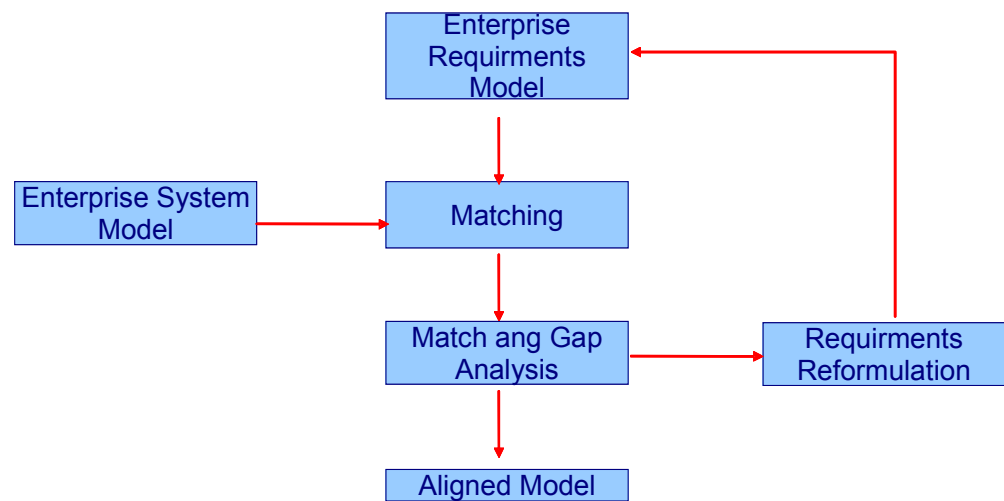 Enterprise
Requirments
Model
Enterprise System
Model
Matching
Match ang Gap
Analysis
Requirments
Reformulation
Aligned Model